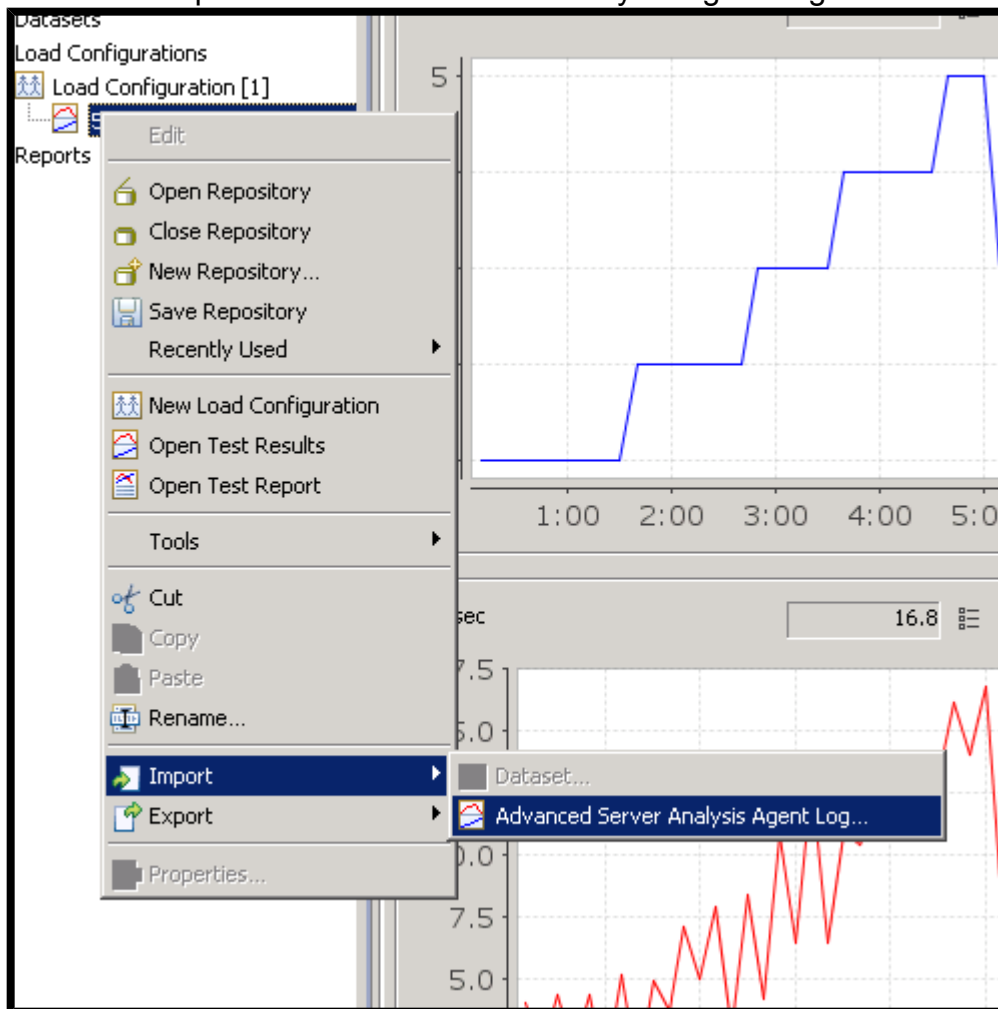 Datasets
Load Configurations
Load Configuration [1]
Reports
Edit
Open Repository
Close Repository
New Repository...
Save Repository
Recently Used
New Load Configuration
Open Test Results
Open Test Report
Tools
Cut
Copy
Paste
Rename...
Import
Export
Properties...
Dataset...
Advanced Server Analysis Agent Log...
5
1:00 2:00 3:00 4:00 5:0
sec
16.8
7.5
5.0
0.0
7.5
5.0